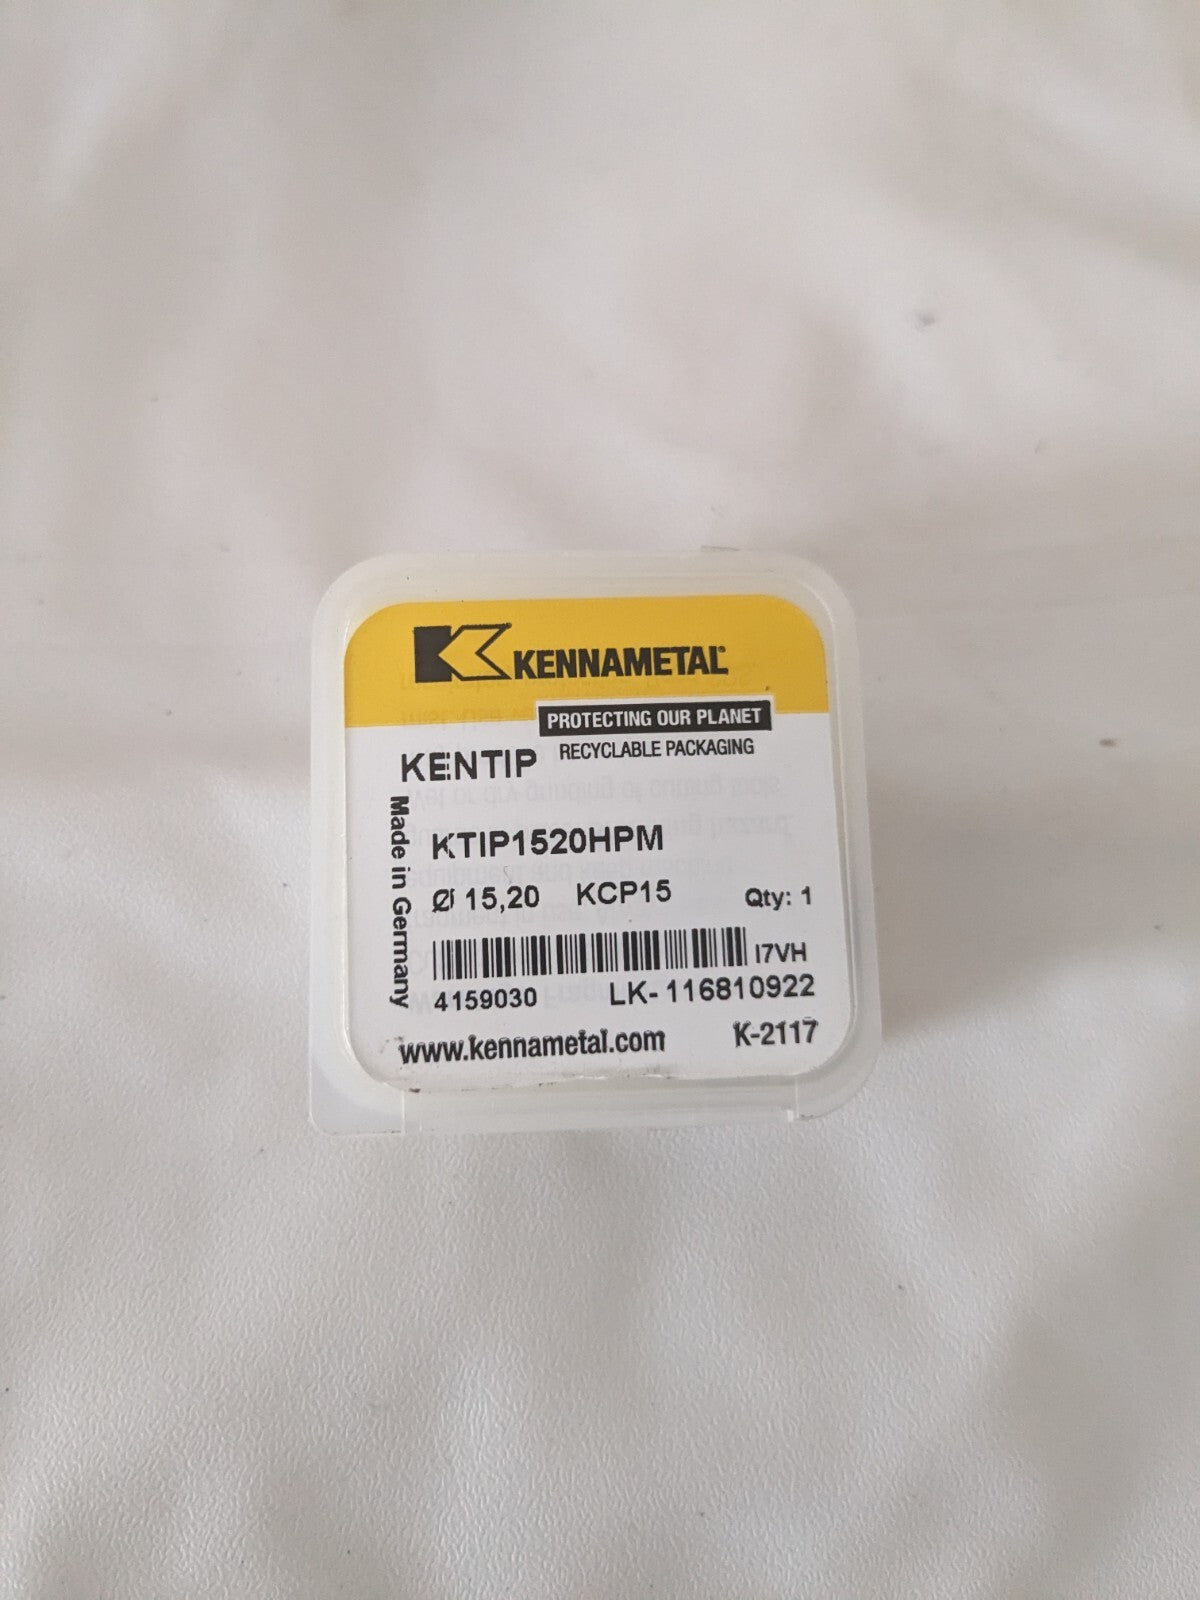 KENNAMETAL
PROTECTING OUR PLANET
RECYCLABLE PACKAGING
KENTIP
Made in Germany
KTIP1520HPM
Ø 15,20 KCP15 Qty: 1
I7VH
4159030 LK- 116810922
www.kennametal.com K-2117